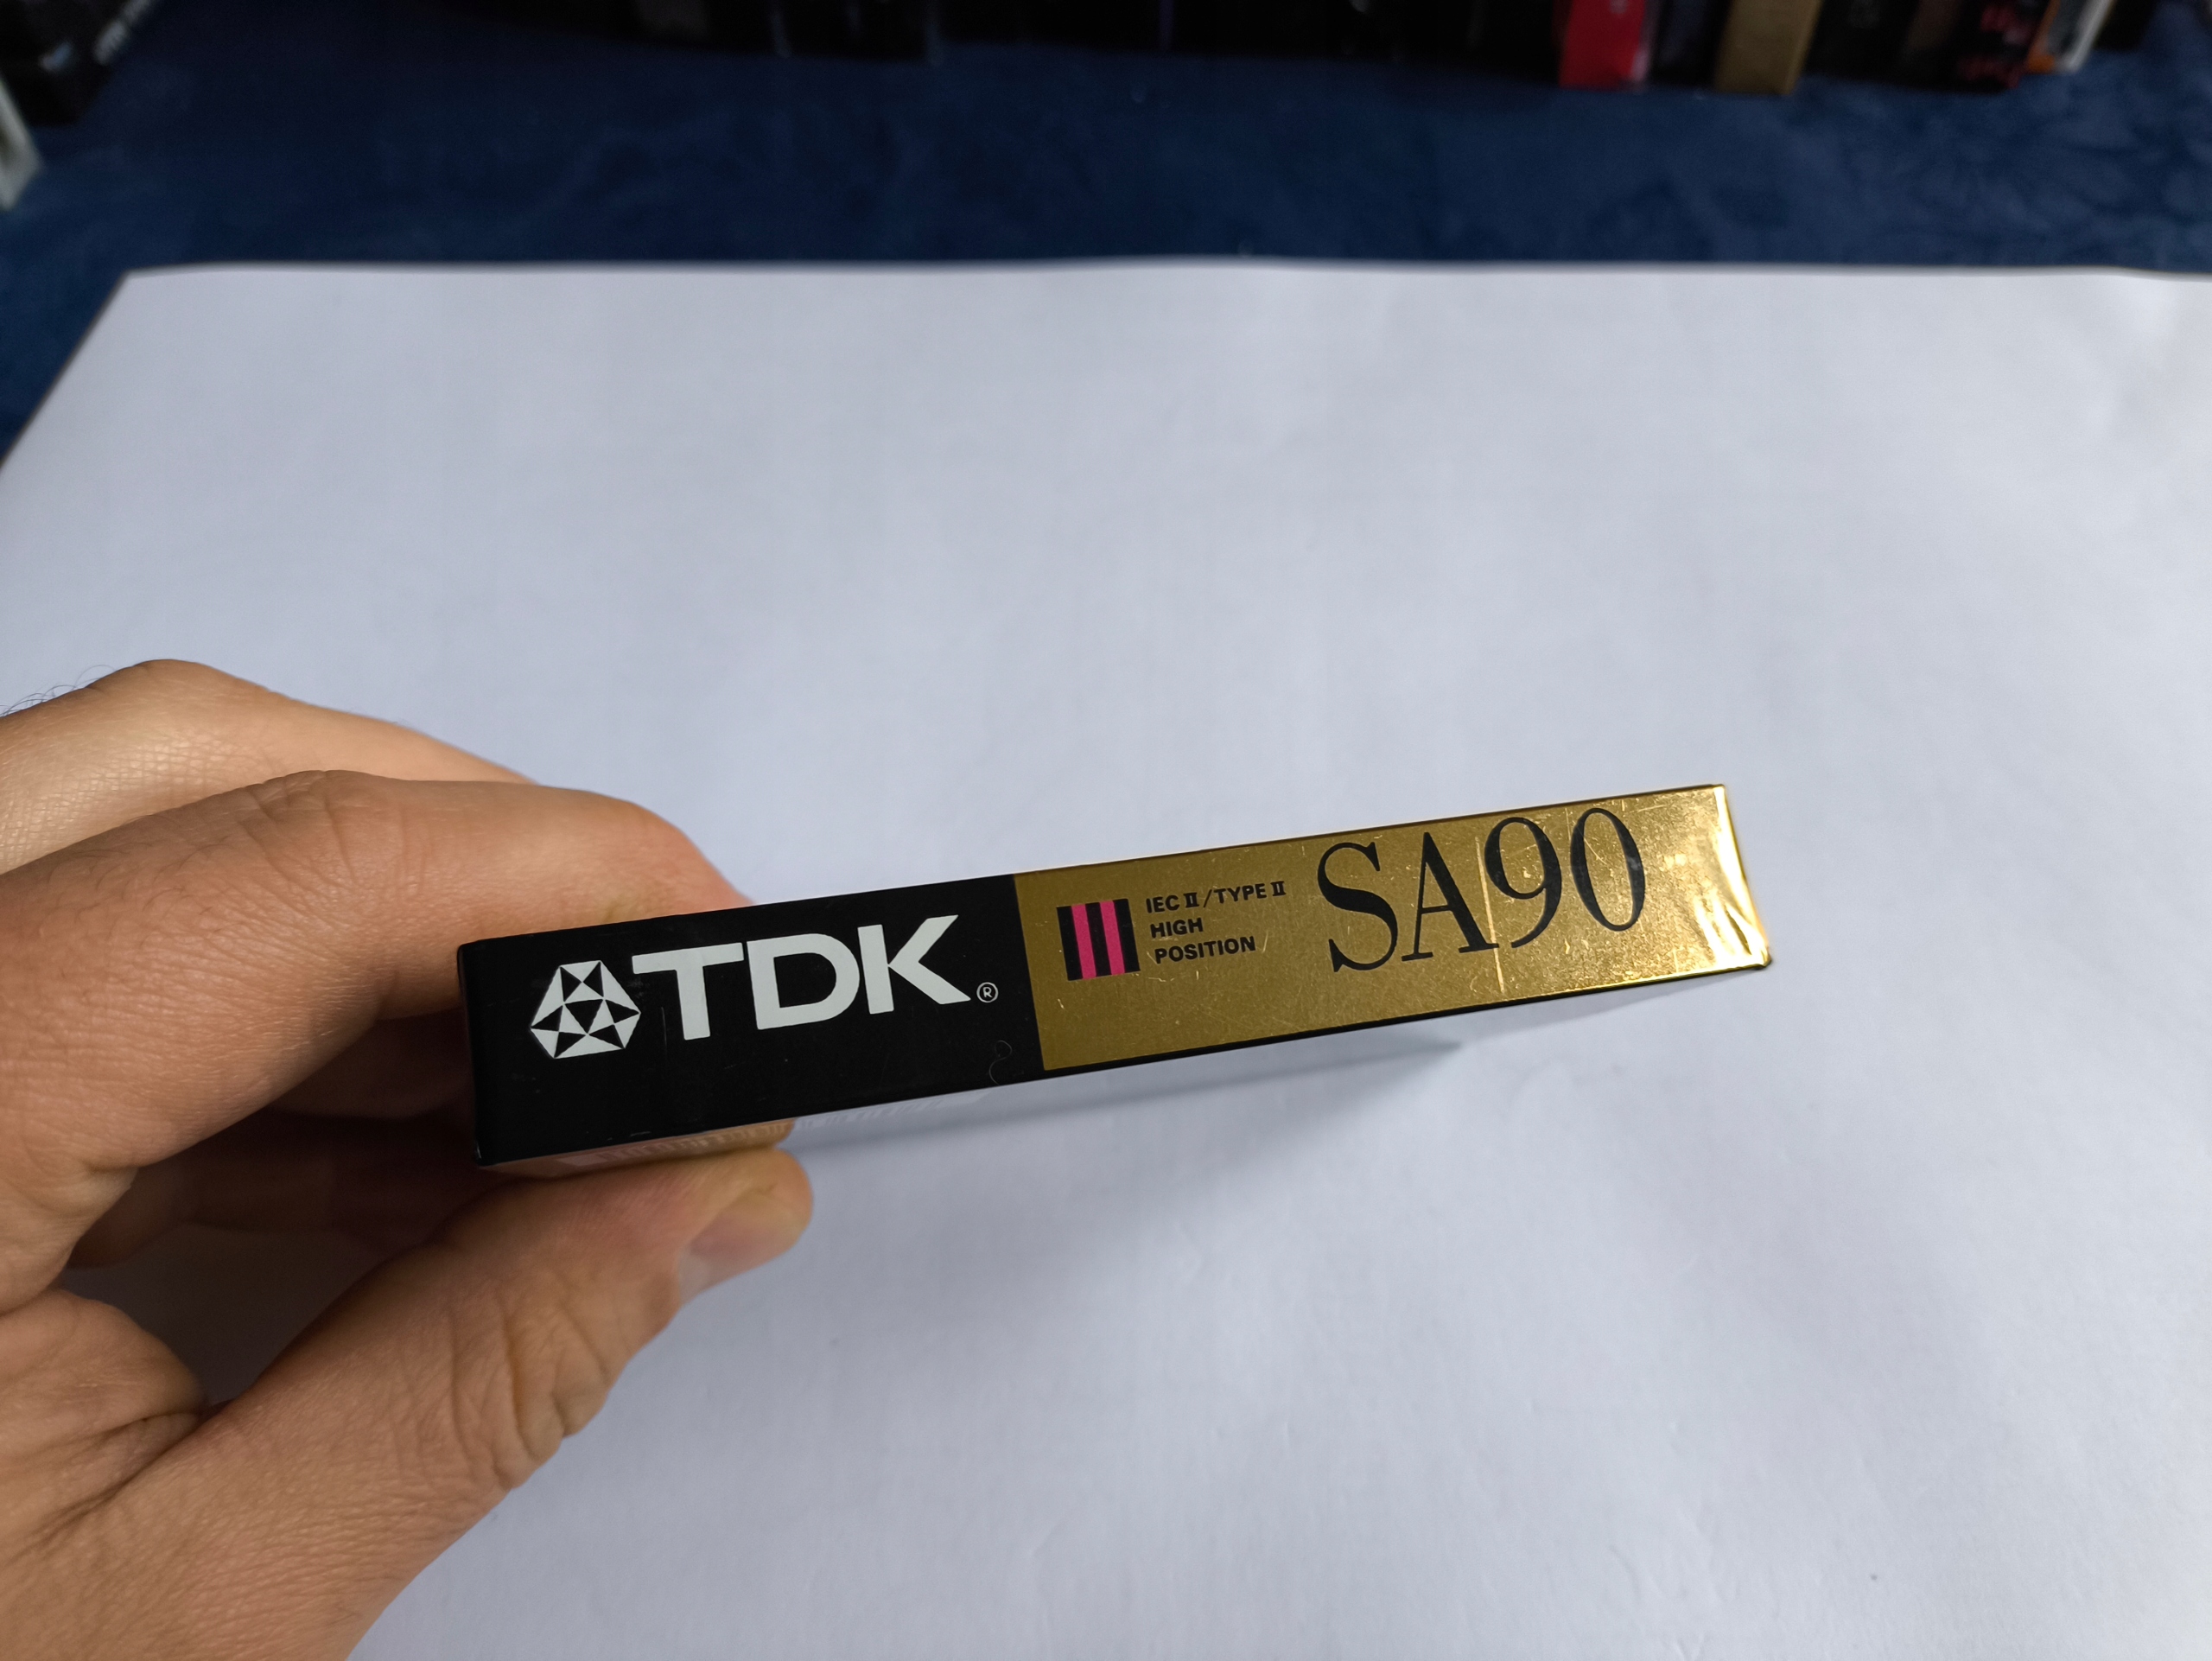 TDK®
IEC II/TYPE II
HIGH
POSITION
SA90